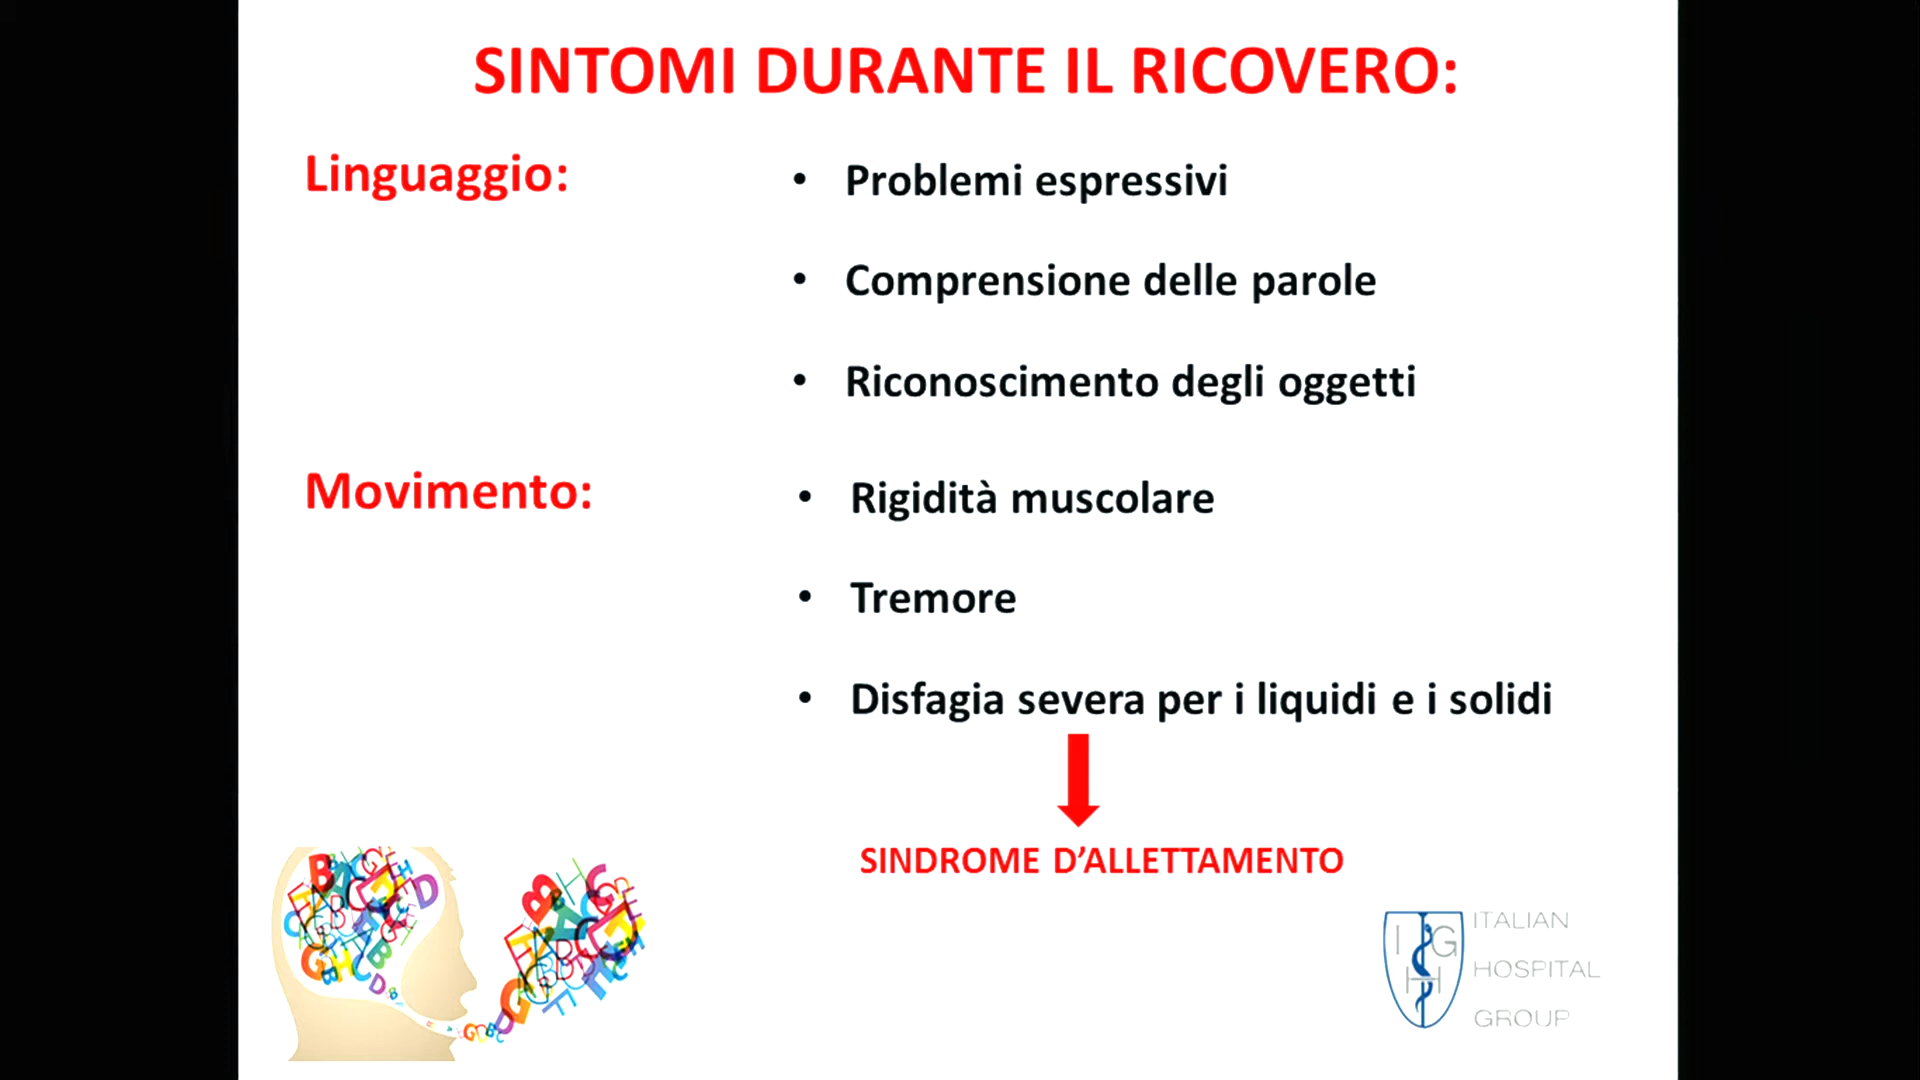 SINTOMI DURANTE IL RICOVERO:
Linguaggio:
• Problemi espressivi
• Comprensione delle parole
• Riconoscimento degli oggetti
Movimento:
• Rigidità muscolare
• Tremore
• Disfagia severa per i liquidi e i solidi
SINDROME D’ALLETTAMENTO
I H G
ITALIAN
HOSPITAL
GROUP